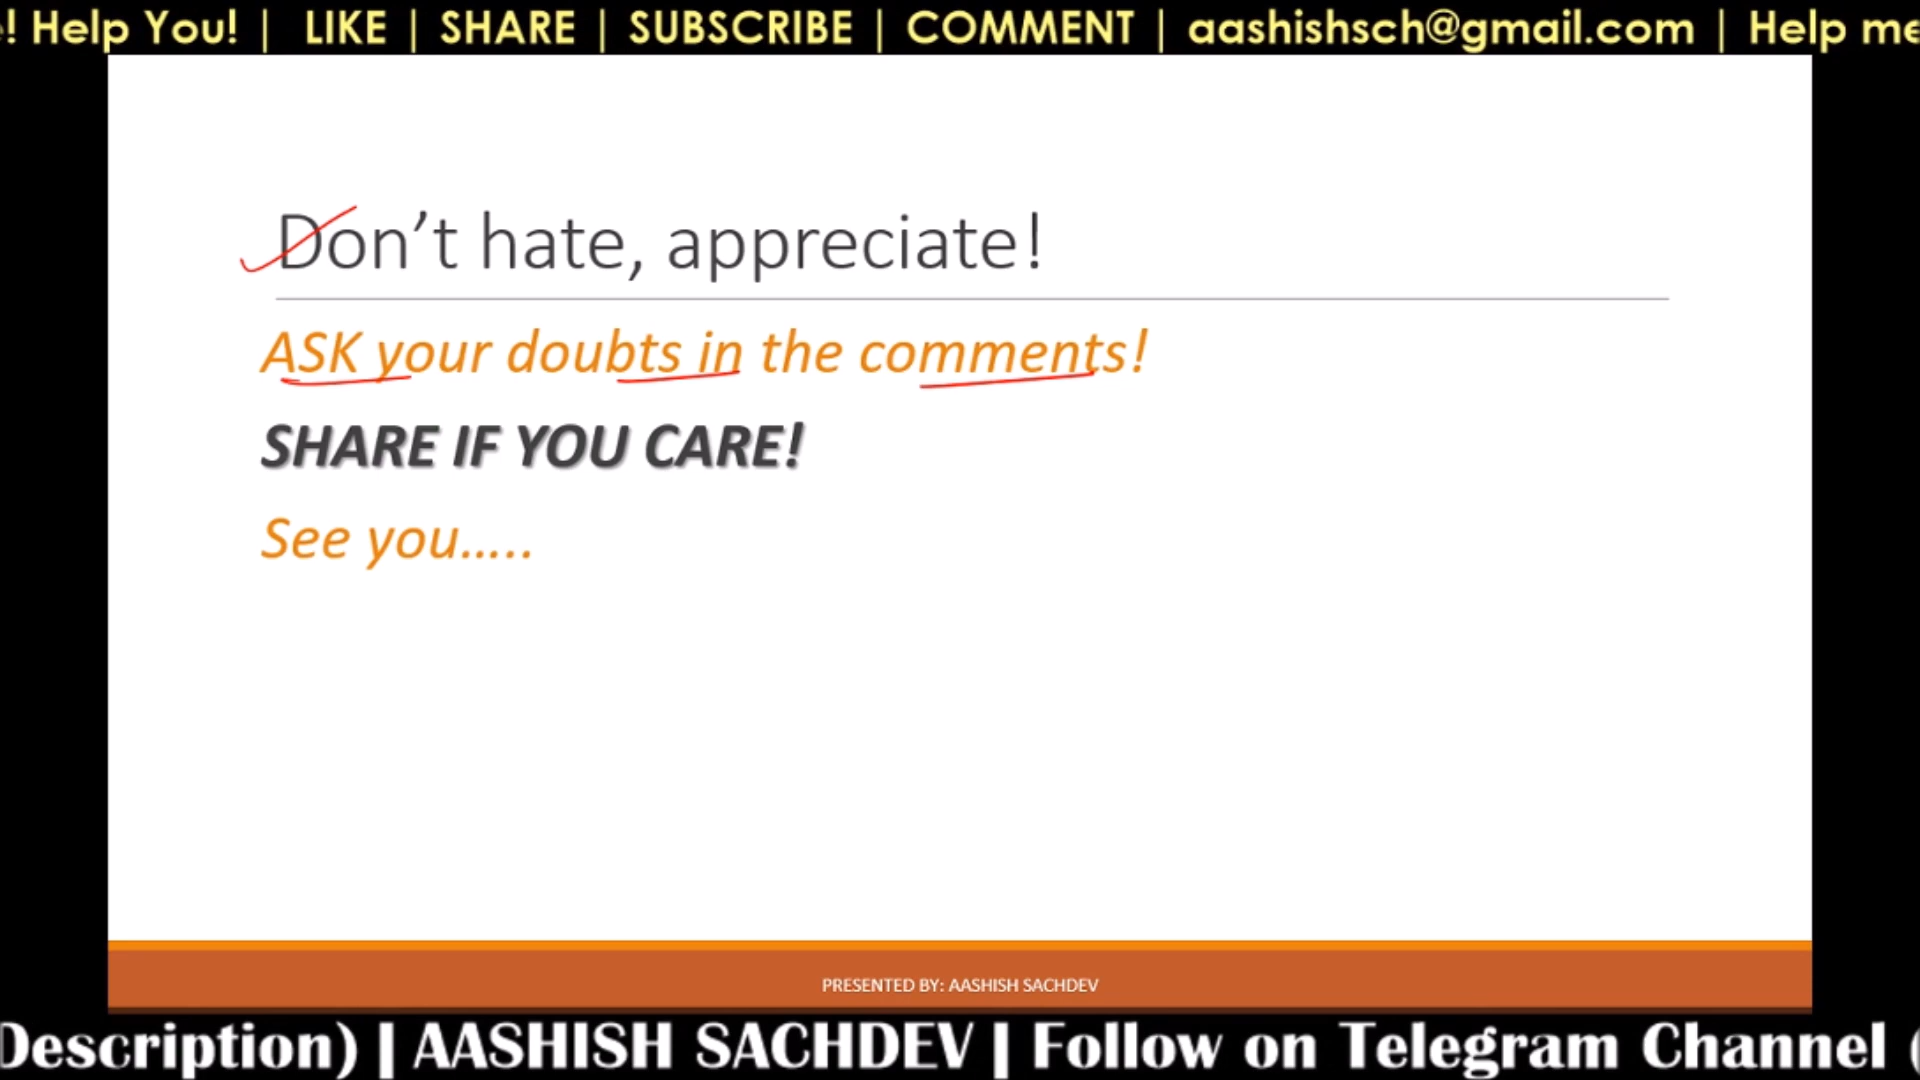 ! Help You! | LIKE | SHARE | SUBSCRIBE | COMMENT | aashishsch@gmail.com | Help me
Don’t hate, appreciate!
ASK your doubts in the comments!
SHARE IF YOU CARE!
See you.....
PRESENTED BY: AASHISH SACHDEV
Description) | AASHISH SACHDEV | Follow on Telegram Channel (